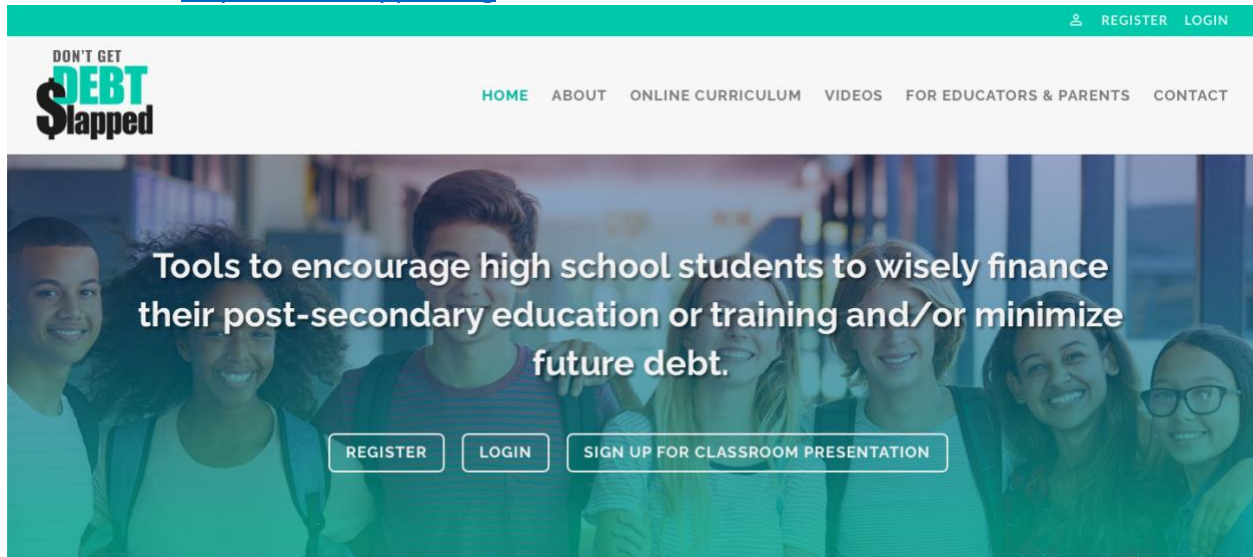 REGISTER LOGIN
DON'T GET
DEBT
$lapped
HOME ABOUT ONLINE CURRICULUM VIDEOS FOR EDUCATORS & PARENTS CONTACT
Tools to encourage high school students to wisely finance
their post-secondary education or training and/or minimize
future debt.
REGISTER LOGIN SIGN UP FOR CLASSROOM PRESENTATION